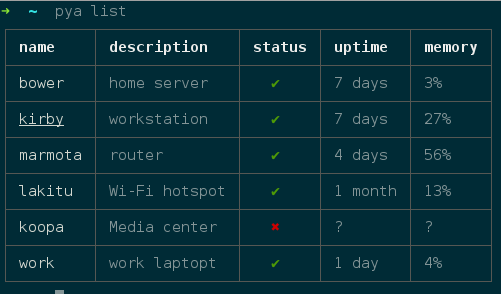 ➜ ~ pya list
name description status uptime memory
bower home server ✔ 7 days 3%
kirby workstation ✔ 7 days 27%
marmota router ✔ 4 days 56%
lakitu Wi-Fi hotspot ✔ 1 month 13%
koopa Media center ✖ ? ?
work work laptopt ✔ 1 day 4%